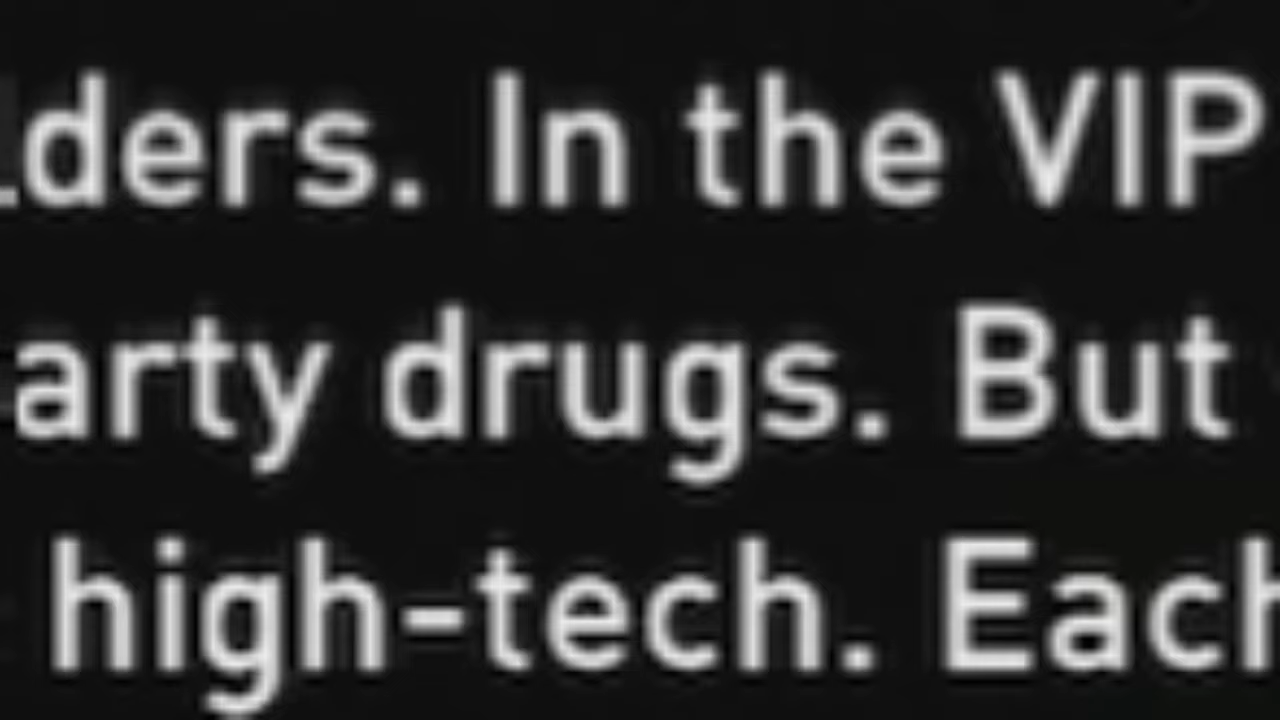 ders. In the VIP
arty drugs. But
high-tech. Each